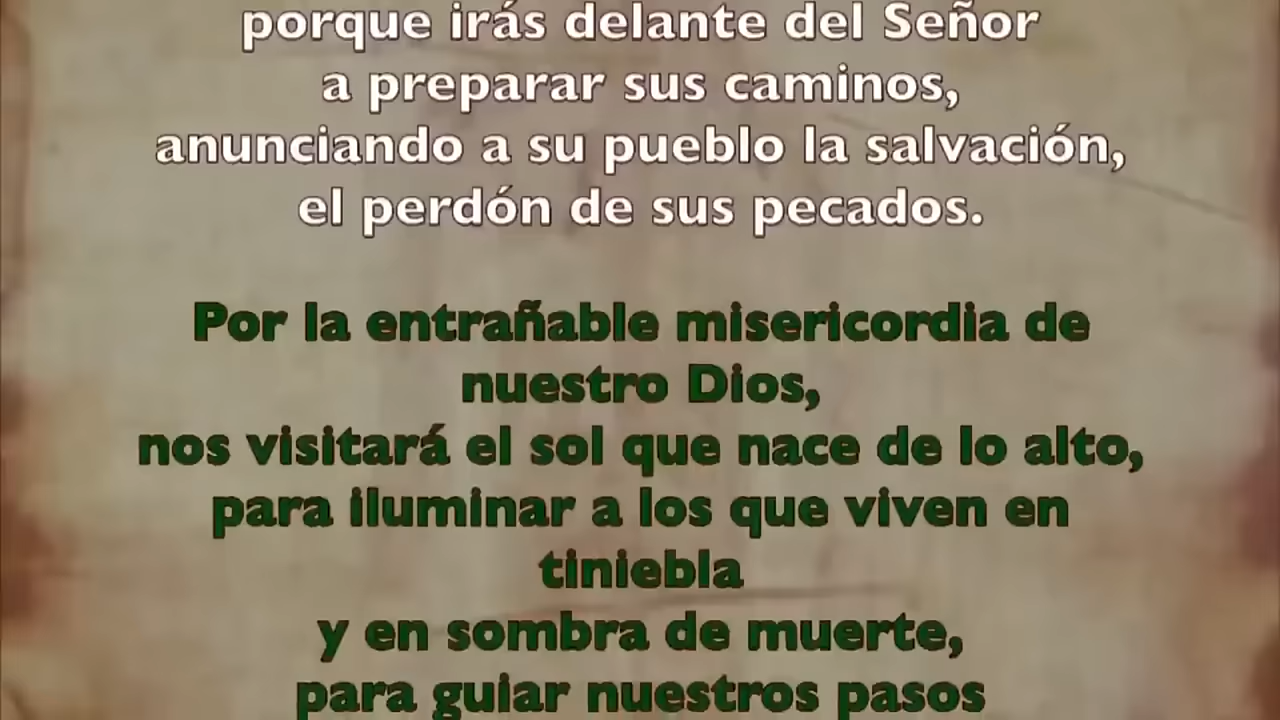 porque irás delante del Señor
a preparar sus caminos,
anunciando a su pueblo la salvación,
el perdón de sus pecados.
Por la entrañable misericordia de
nuestro Dios,
nos visitará el sol que nace de lo alto,
para iluminar a los que viven en
tiniebla
y en sombra de muerte,
para guiar nuestros pasos